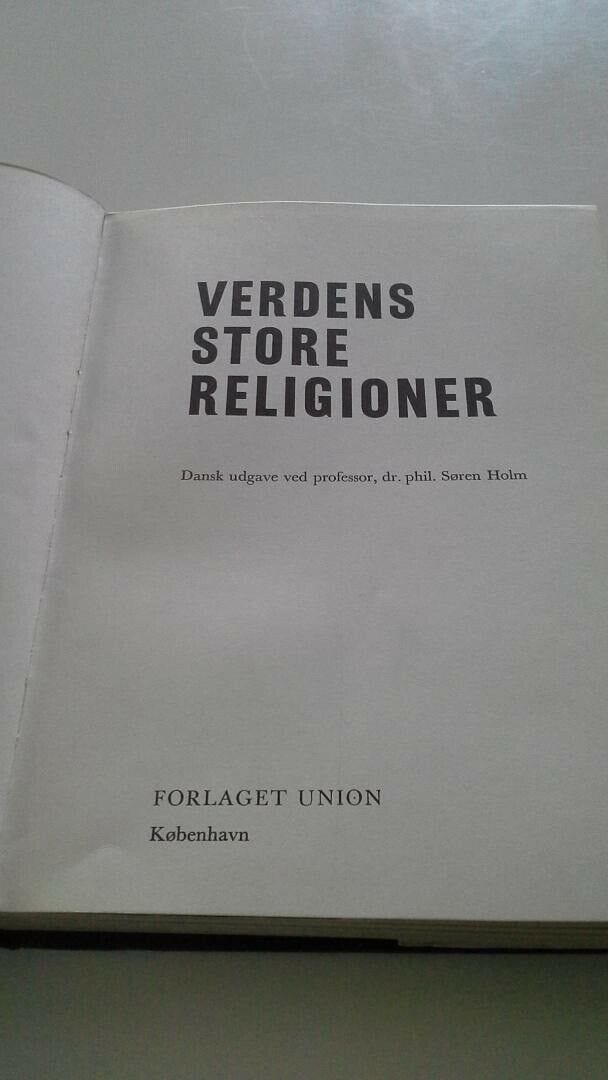 VERDENS
STORE
RELIGIONER
Dansk udgave ved professor, dr. phil. Søren Holm
FORLAGET UNION
København